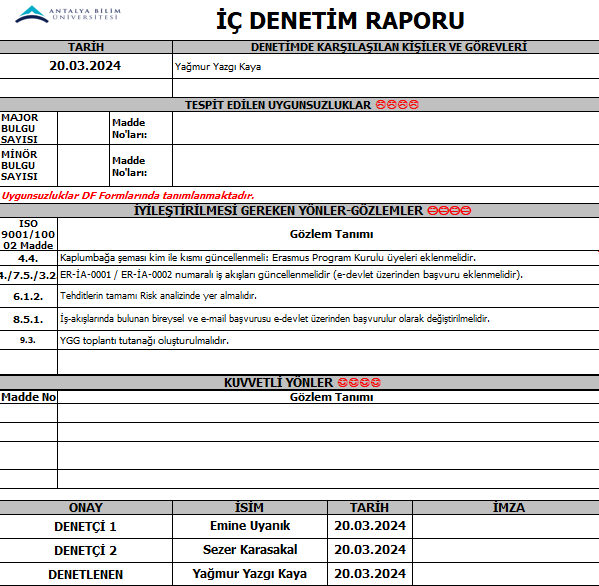 ANTALYA BİLİM
ÜNİVERSİTESİ
İÇ DENETİM RAPORU
TARİH DENETİMDE KARŞILAŞILAN KİŞİLER VE GÖREVLERİ
20.03.2024 Yağmur Yazgı Kaya
TESPİT EDİLEN UYGUNSUZLUKLAR
MAJOR
BULGU
SAYISI
Madde
No'ları:
MİNÖR
BULGU
SAYISI
Madde
No'ları:
Uygunsuzluklar DF Formlarında tanımlanmaktadır.
İYİLEŞTİRİLMESİ GEREKEN YÖNLER-GÖZLEMLER
ISO
9001/100
02 Madde
Gözlem Tanımı
4.4. Kaplumbağa şeması kim ile kısmı güncellenmeli: Erasmus Program Kurulu üyeleri eklenmelidir.
4./7.5./3.2. ER-İA-0001 / ER-İA-0002 numaralı iş akışları güncellenmelidir (e-devlet üzerinden başvuru eklenmelidir).
6.1.2. Tehditlerin tamamı Risk analizinde yer almalıdır.
8.5.1. İş-akışlarında bulunan bireysel ve e-mail başvurusu e-devlet üzerinden başvurulur olarak değiştirilmelidir.
9.3. YGG toplantı tutanağı oluşturulmalıdır.
KUVVETLİ YÖNLER
Madde No Gözlem Tanımı
ONAY İSİM TARİH İMZA
DENETÇİ 1 Emine Uyanık 20.03.2024
DENETÇİ 2 Sezer Karasakal 20.03.2024
DENETLENEN Yağmur Yazgı Kaya 20.03.2024